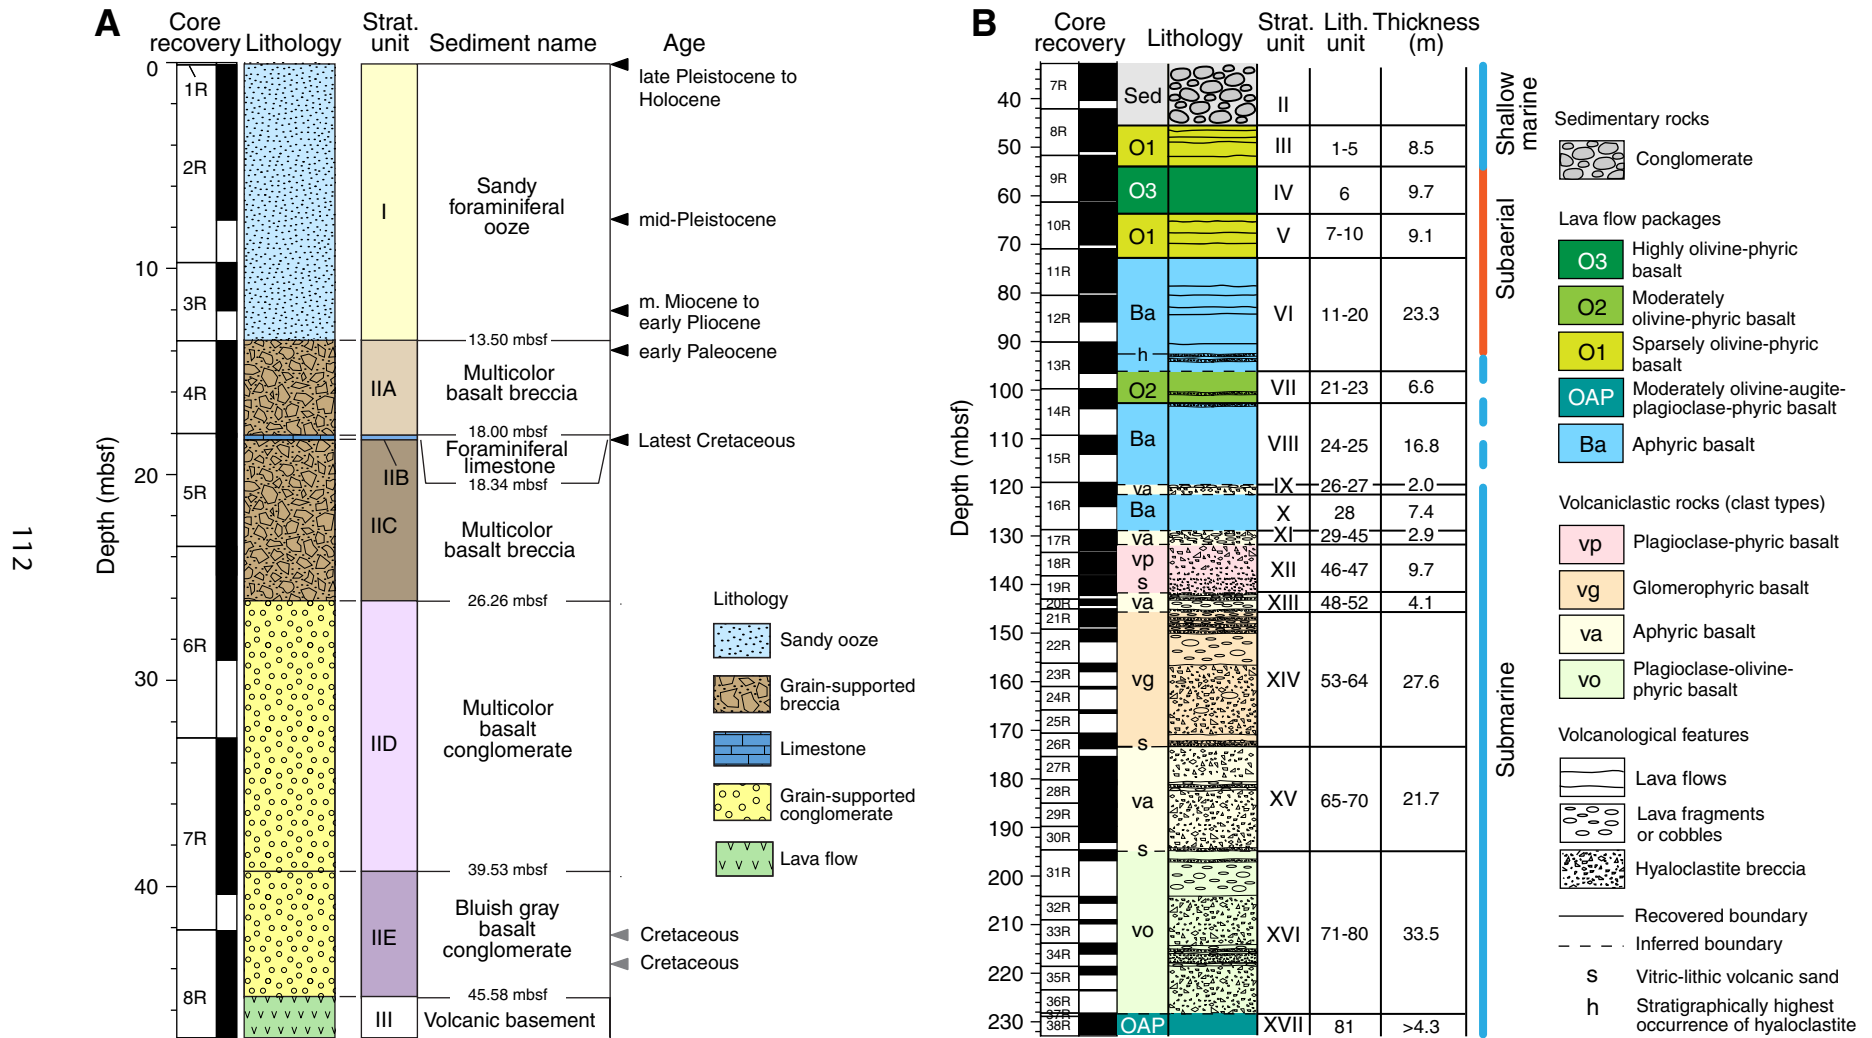 A
Core
recovery
Lithology
Strat.
unit
Sediment name
Age
0
10
20
30
40
Depth (mbsf)
1R
2R
3R
4R
5R
6R
7R
8R
I
IIA
IIB
IIC
IID
IIE
III
Sandy
foraminiferal
ooze
13.50 mbsf
Multicolor
basalt breccia
18.00 mbsf
Foraminiferal
limestone
18.34 mbsf
Multicolor
basalt breccia
26.26 mbsf
Multicolor
basalt
conglomerate
39.53 mbsf
Bluish gray
basalt
conglomerate
45.58 mbsf
Volcanic basement
late Pleistocene to
Holocene
mid-Pleistocene
m. Miocene to
early Pliocene
early Paleocene
Latest Cretaceous
Cretaceous
Cretaceous
Lithology
Sandy ooze
Grain-supported
breccia
Limestone
Grain-supported
conglomerate
Lava flow
112
B
Core
recovery
Lithology
Strat.
unit
Lith.
unit
Thickness
(m)
Depth (mbsf)
40
50
60
70
80
90
100
110
120
130
140
150
160
170
180
190
200
210
220
230
7R
8R
9R
10R
11R
12R
13R
14R
15R
16R
17R
18R
19R
20R
21R
22R
23R
24R
25R
26R
27R
28R
29R
30R
31R
32R
33R
34R
35R
36R
37R
38R
Sed
O1
O3
O1
Ba
h
O2
Ba
va
Ba
va
vp
s
va
vg
s
va
s
vo
OAP
II
III 1-5 8.5
IV 6 9.7
V 7-10 9.1
VI 11-20 23.3
VII 21-23 6.6
VIII 24-25 16.8
IX 26-27 2.0
X 28 7.4
XI 29-45 2.9
XII 46-47 9.7
XIII 48-52 4.1
XIV 53-64 27.6
XV 65-70 21.7
XVI 71-80 33.5
XVII 81 >4.3
Shallow
marine
Subaerial
Submarine
Sedimentary rocks
Conglomerate
Lava flow packages
O3 Highly olivine-phyric
basalt
O2 Moderately
olivine-phyric basalt
O1 Sparsely olivine-phyric
basalt
OAP Moderately olivine-augite-
plagioclase-phyric basalt
Ba Aphyric basalt
Volcaniclastic rocks (clast types)
vp Plagioclase-phyric basalt
vg Glomerophyric basalt
va Aphyric basalt
vo Plagioclase-olivine-
phyric basalt
Volcanological features
Lava flows
Lava fragments
or cobbles
Hyaloclastite breccia
Recovered boundary
Inferred boundary
s Vitric-lithic volcanic sand
h Stratigraphically highest
occurrence of hyaloclastite